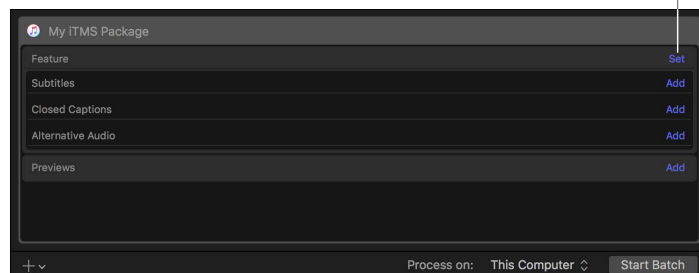 My iTMS Package
Feature Set
Subtitles Add
Closed Captions Add
Alternative Audio Add
Previews Add
Process on: This Computer Start Batch